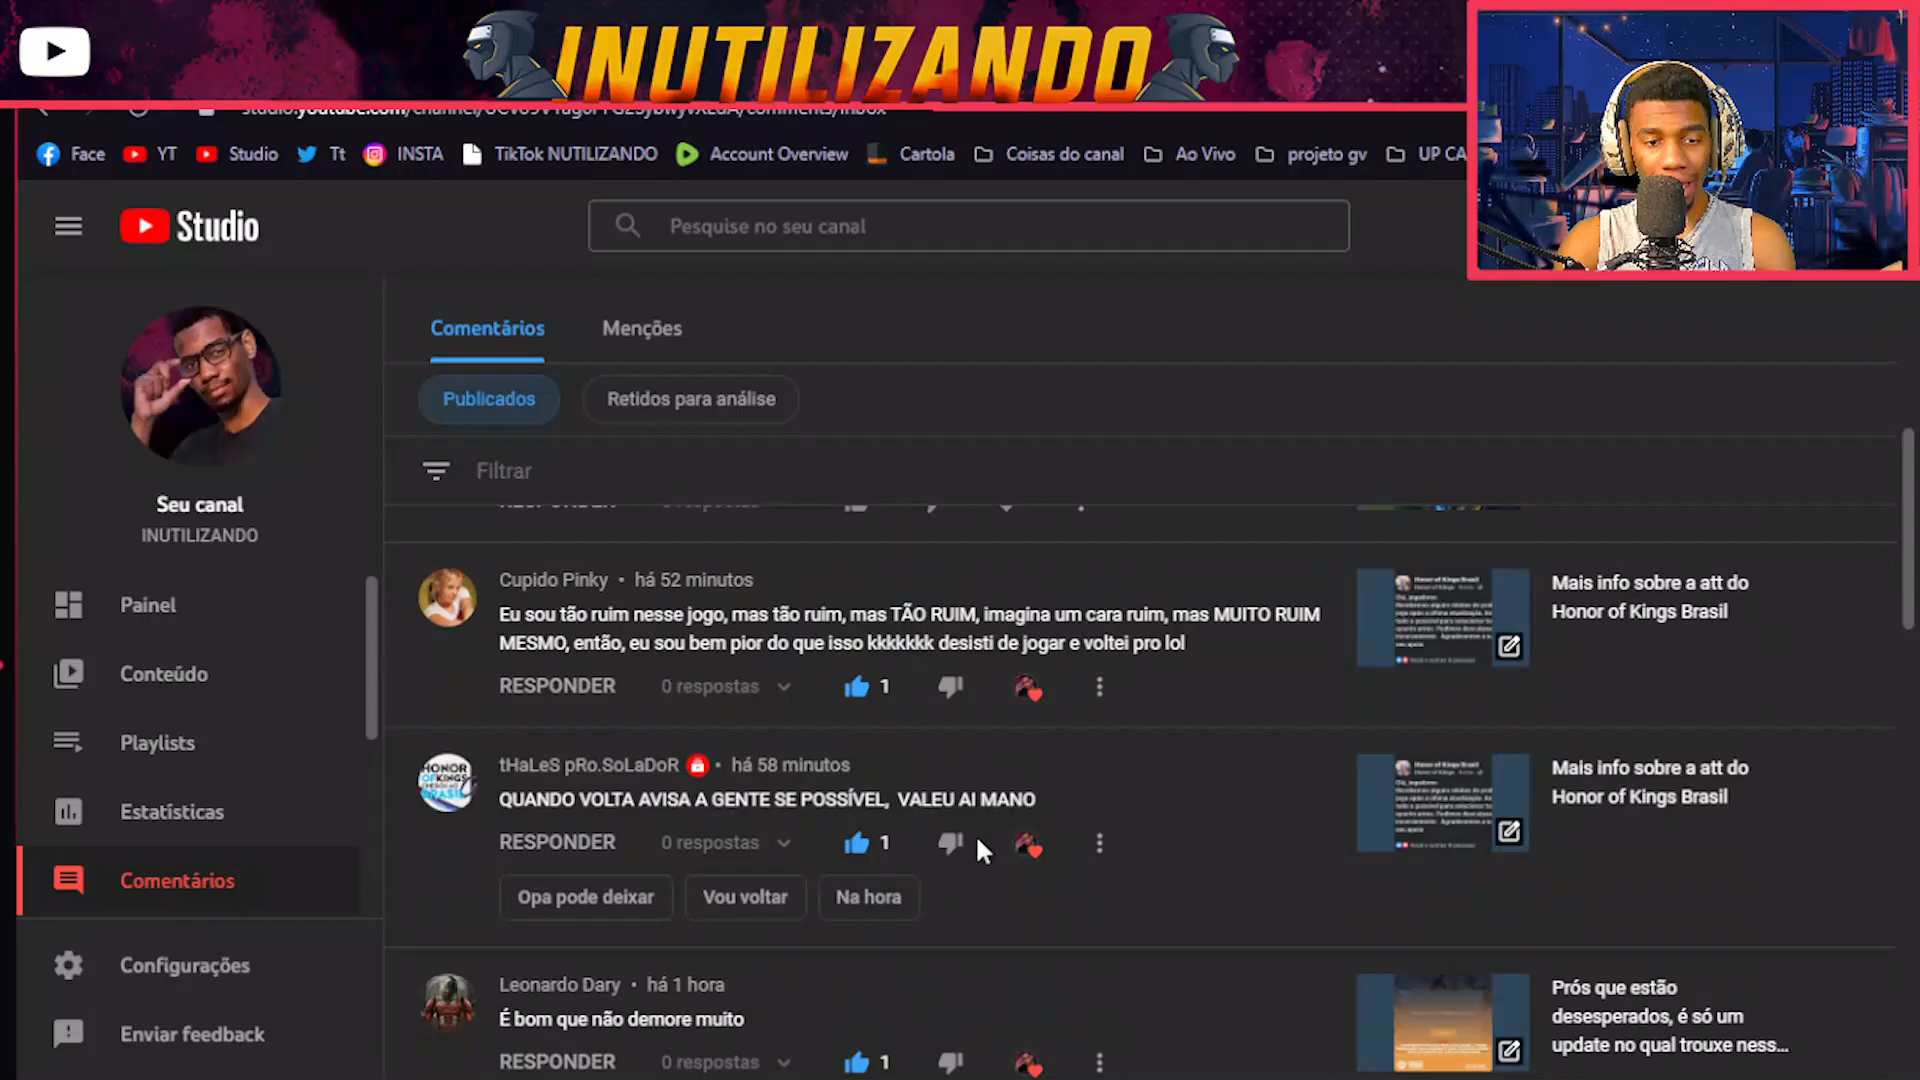 INUTILIZANDO
Face YT Studio Tt INSTA TikTok NUTILIZANDO Account Overview Cartola Coisas do canal Ao Vivo projeto gv UP CA
Studio
Pesquise no seu canal
Seu canal
INUTILIZANDO
Painel
Conteúdo
Playlists
Estatísticas
Comentários
Configurações
Enviar feedback
Comentários Menções
Publicados Retidos para análise
Filtrar
Cupido Pinky • há 52 minutos
Eu sou tão ruim nesse jogo, mas tão ruim, mas TÃO RUIM, imagina um cara ruim, mas MUITO RUIM
MESMO, então, eu sou bem pior do que isso kkkkkkk desisti de jogar e voltei pro lol
RESPONDER 0 respostas 1
Mais info sobre a att do
Honor of Kings Brasil
tHaLeS pRo.SoLaDoR • há 58 minutos
QUANDO VOLTA AVISA A GENTE SE POSSÍVEL, VALEU AI MANO
RESPONDER 0 respostas 1
Opa pode deixar Vou voltar Na hora
Mais info sobre a att do
Honor of Kings Brasil
Leonardo Dary • há 1 hora
É bom que não demore muito
RESPONDER 0 respostas 1
Prós que estão
desesperados, é só um
update no qual trouxe ness...